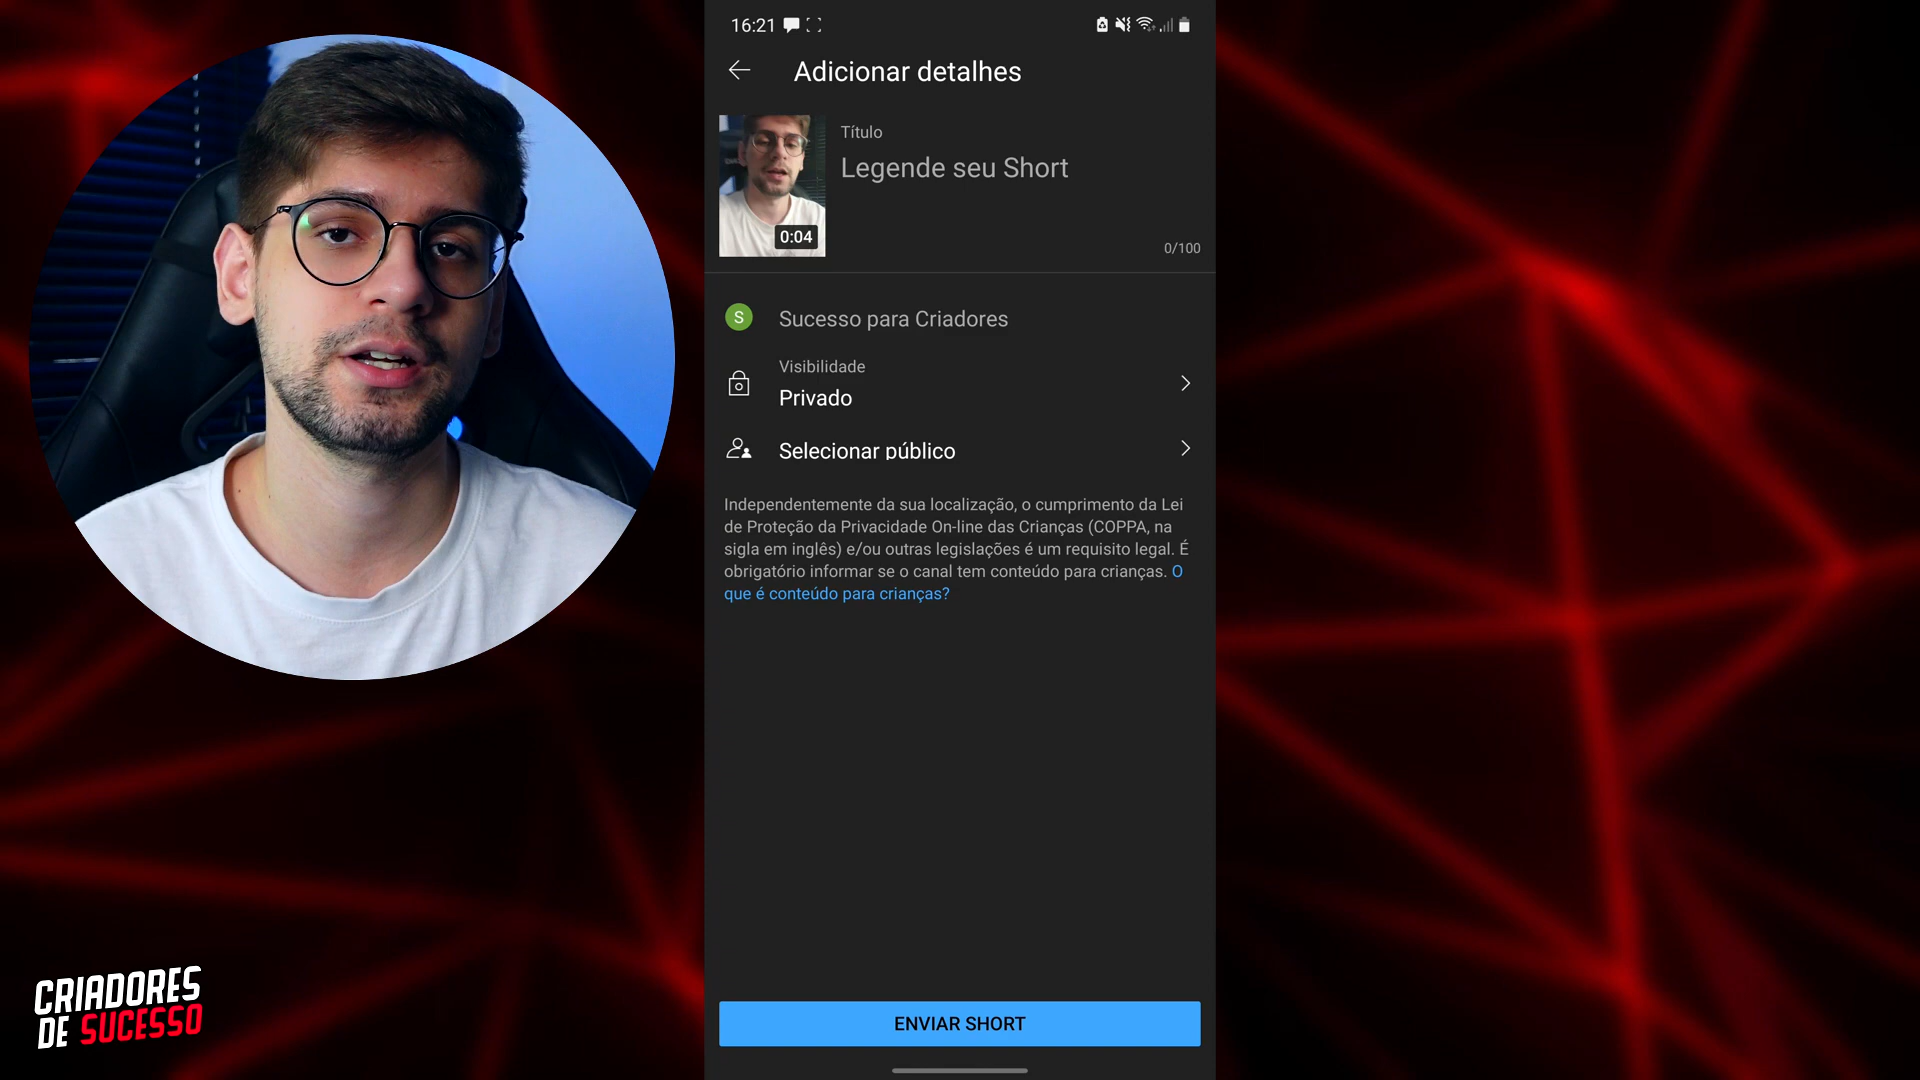 16:21
Adicionar detalhes
Título
Legende seu Short
0:04
0/100
S
Sucesso para Criadores
Visibilidade
Privado
Selecionar público
Independentemente da sua localização, o cumprimento da Lei
de Proteção da Privacidade On-line das Crianças (COPPA, na
sigla em inglês) e/ou outras legislações é um requisito legal. É
obrigatório informar se o canal tem conteúdo para crianças. O
que é conteúdo para crianças?
ENVIAR SHORT
CRIADORES
DE SUCESSO